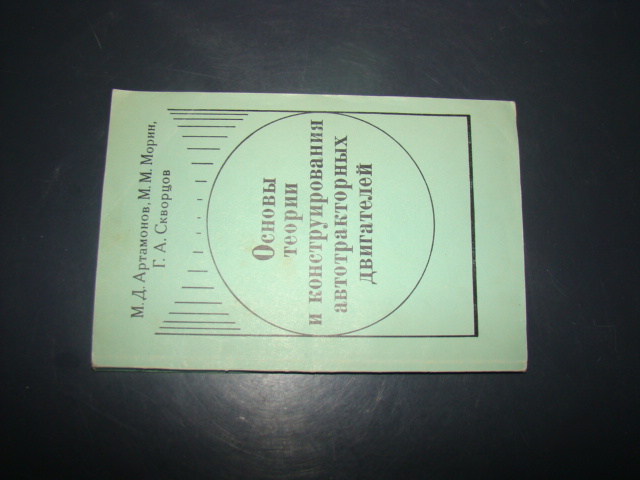 М. Д. Артамонов, М. М. Морин,
Г. А. Скворцов
Основы
теории
и конструирования
автотракторных
двигателей